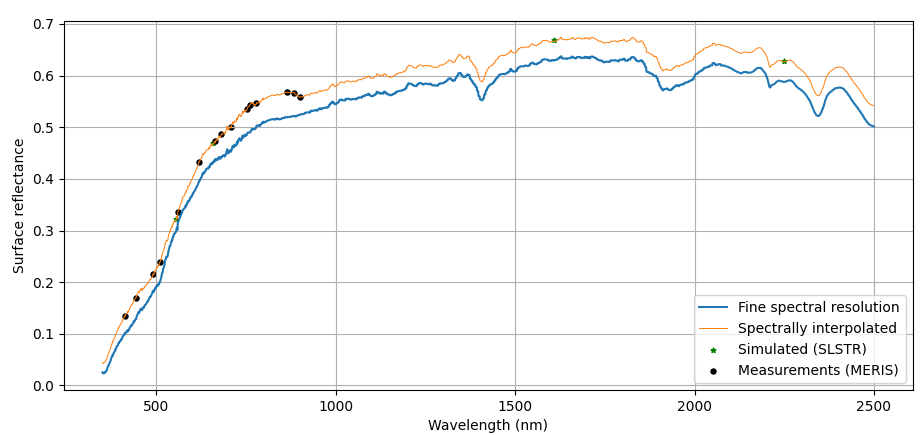 0.7
0.6
0.5
0.4
0.3
0.2
0.1
0.0
Surface reflectance
Fine spectral resolution
Spectrally interpolated
Simulated (SLSTR)
Measurements (MERIS)
500 1000 1500 2000 2500
Wavelength (nm)